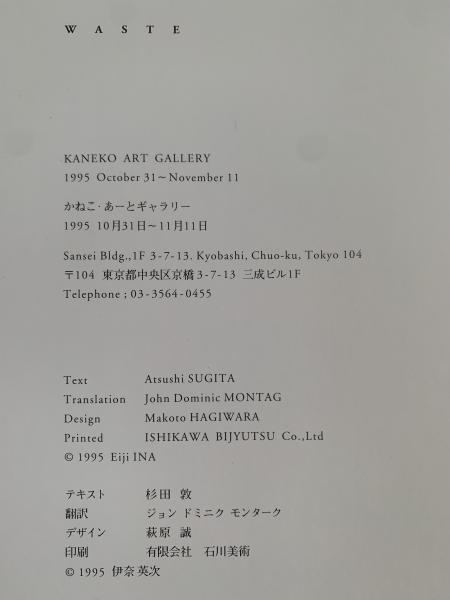 W A S T E
KANEKO ART GALLERY
1995 October 31~November 11
かねこ・あーとギャラリー
1995 10月31日~11月11日
Sansei Bldg.,1F 3-7-13. Kyobashi, Chuo-ku, Tokyo 104
〒104 東京都中央区京橋3-7-13 三成ビル1F
Telephone ; 03-3564-0455
Text Atsushi SUGITA
Translation John Dominic MONTAG
Design Makoto HAGIWARA
Printed ISHIKAWA BIJYUTSU Co.,Ltd
© 1995 Eiji INA
テキスト 杉田 敦
翻訳 ジョン ドミニク モンターク
デザイン 萩原 誠
印刷 有限会社 石川美術
© 1995 伊奈英次